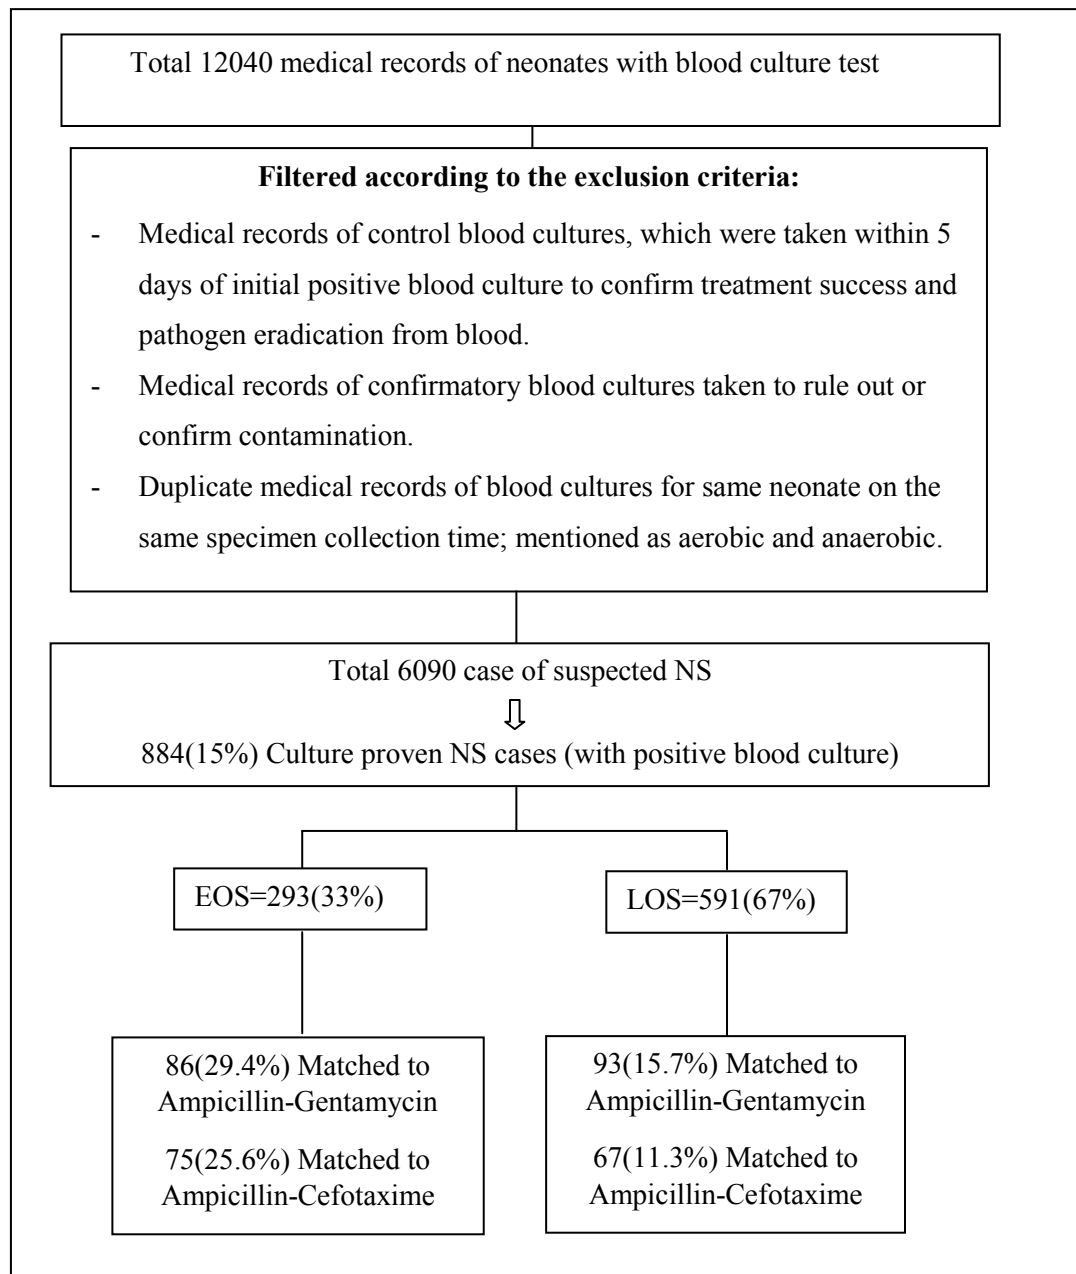 Total 12040 medical records of neonates with blood culture test
Filtered according to the exclusion criteria:
- Medical records of control blood cultures, which were taken within 5
days of initial positive blood culture to confirm treatment success and
pathogen eradication from blood.
- Medical records of confirmatory blood cultures taken to rule out or
confirm contamination.
- Duplicate medical records of blood cultures for same neonate on the
same specimen collection time; mentioned as aerobic and anaerobic.
Total 6090 case of suspected NS
884(15%) Culture proven NS cases (with positive blood culture)
EOS=293(33%)
LOS=591(67%)
86(29.4%) Matched to
Ampicillin-Gentamycin
75(25.6%) Matched to
Ampicillin-Cefotaxime
93(15.7%) Matched to
Ampicillin-Gentamycin
67(11.3%) Matched to
Ampicillin-Cefotaxime